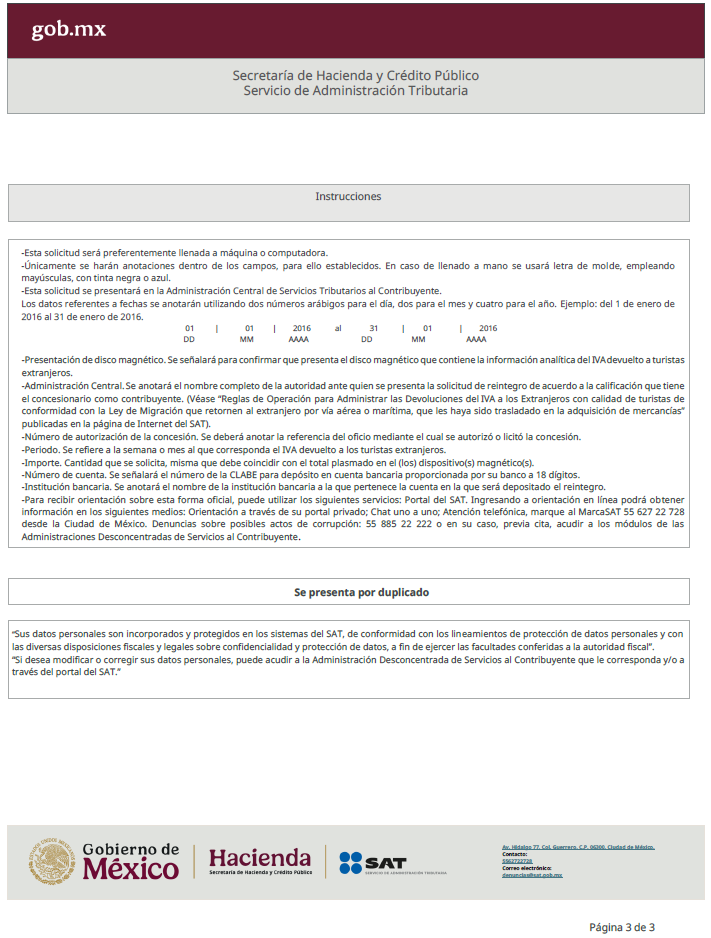 gob.mx
Secretaría de Hacienda y Crédito Público
Servicio de Administración Tributaria
Instrucciones
-Esta solicitud será preferentemente llenada a máquina o computadora.
-Únicamente se harán anotaciones dentro de los campos, para ello establecidos. En caso de llenado a mano se usará letra de molde, empleando
mayúsculas, con tinta negra o azul.
-Esta solicitud se presentará en la Administración Central de Servicios Tributarios al Contribuyente.
Los datos referentes a fechas se anotarán utilizando dos números arábigos para el día, dos para el mes y cuatro para el año. Ejemplo: del 1 de enero de
2016 al 31 de enero de 2016.
01 | 01 | 2016 al 31 | 01 | 2016
DD MM AAAA DD MM AAAA
-Presentación de disco magnético. Se señalará para confirmar que presenta el disco magnético que contiene la información analítica del IVA devuelto a turistas
extranjeros.
-Administración Central. Se anotará el nombre completo de la autoridad ante quien se presenta la solicitud de reintegro de acuerdo a la calificación que tiene
el concesionario como contribuyente. (Véase "Reglas de Operación para Administrar las Devoluciones del IVA a los Extranjeros con calidad de turistas de
conformidad con la Ley de Migración que retornen al extranjero por vía aérea o marítima, que les haya sido trasladado en la adquisición de mercancías"
publicadas en la página de Internet del SAT).
-Número de autorización de la concesión. Se deberá anotar la referencia del oficio mediante el cual se autorizó o licitó la concesión.
-Periodo. Se refiere a la semana o mes al que corresponda el IVA devuelto a los turistas extranjeros.
-Importe. Cantidad que se solicita, misma que debe coincidir con el total plasmado en el (los) dispositivo(s) magnético(s).
-Número de cuenta. Se señalará el número de la CLABE para depósito en cuenta bancaria proporcionada por su banco a 18 dígitos.
-Institución bancaria. Se anotará el nombre de la institución bancaria a la que pertenece la cuenta en la que será depositado el reintegro.
-Para recibir orientación sobre esta forma oficial, puede utilizar los siguientes servicios: Portal del SAT. Ingresando a orientación en línea podrá obtener
información en los siguientes medios: Orientación a través de su portal privado; Chat uno a uno; Atención telefónica, marque al MarcaSAT 55 627 22 728
desde la Ciudad de México. Denuncias sobre posibles actos de corrupción: 55 885 22 222 o en su caso, previa cita, acudir a los módulos de las
Administraciones Desconcentradas de Servicios al Contribuyente.
Se presenta por duplicado
"Sus datos personales son incorporados y protegidos en los sistemas del SAT, de conformidad con los lineamientos de protección de datos personales y con
las diversas disposiciones fiscales y legales sobre confidencialidad y protección de datos, a fin de ejercer las facultades conferidas a la autoridad fiscal".
"Si desea modificar o corregir sus datos personales, puede acudir a la Administración Desconcentrada de Servicios al Contribuyente que le corresponda y/o a
través del portal del SAT."
Gobierno de
México
Hacienda
Secretaría de Hacienda y Crédito Público
SAT
SERVICIO DE ADMINISTRACIÓN TRIBUTARIA
Av. Hidalgo 77, Col. Guerrero, C.P. 06300, Ciudad de México.
Contacto:
5562722728
Correo electrónico:
denuncias@sat.gob.mx
Página 3 de 3